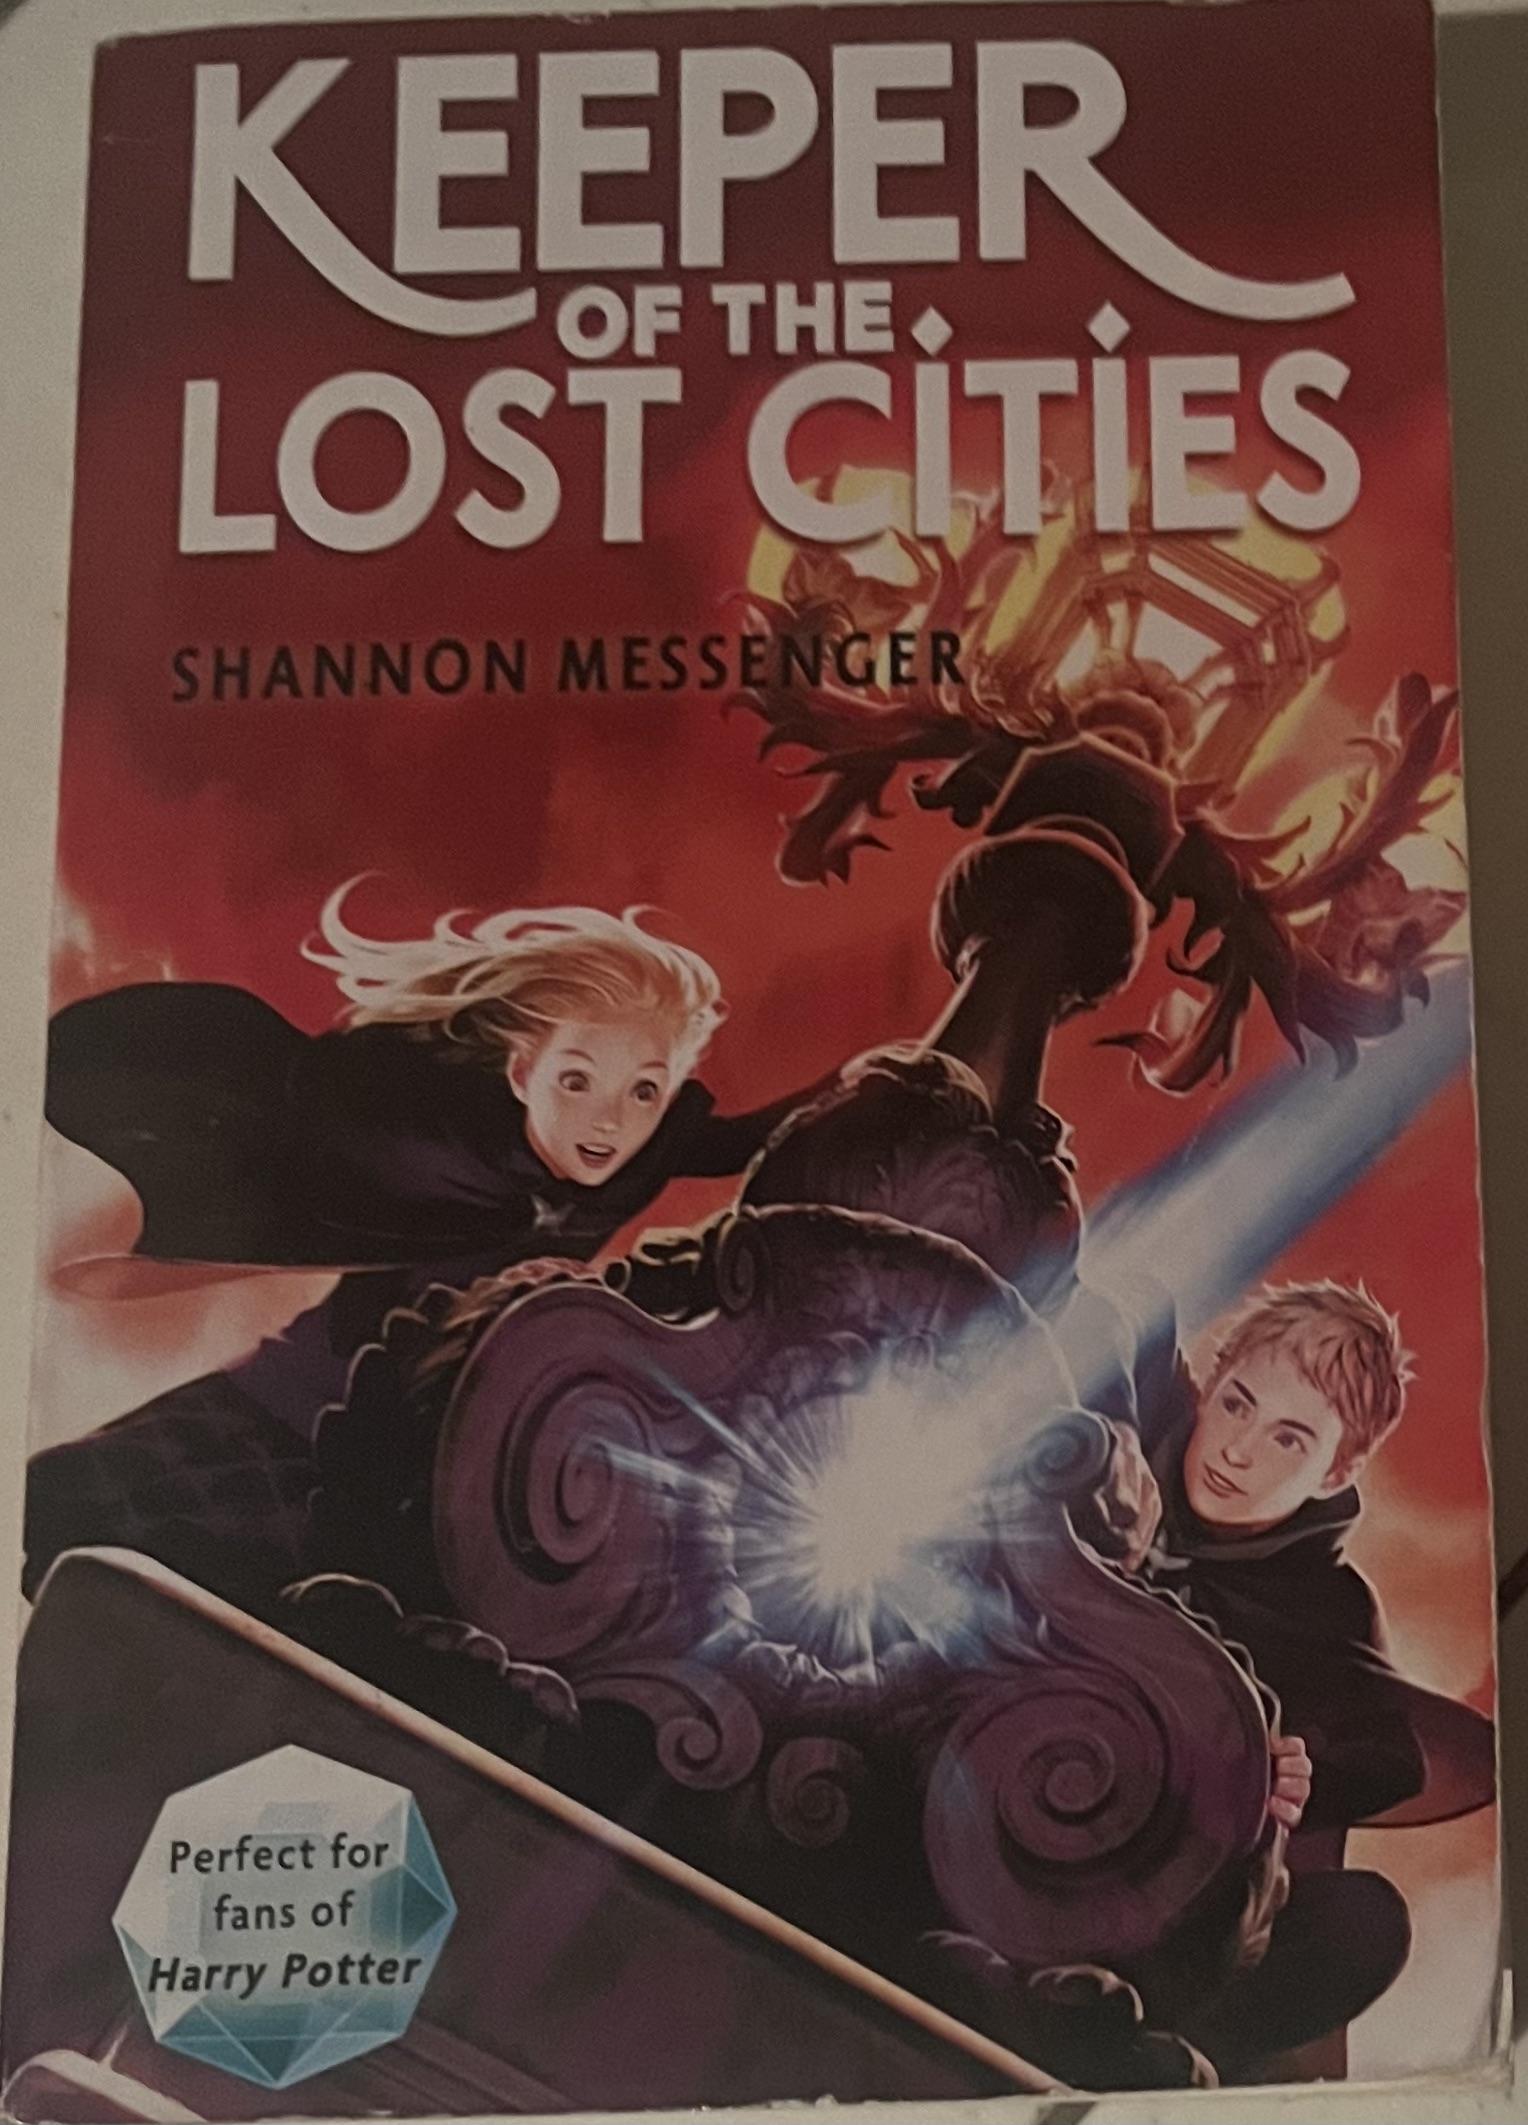 KEEPER
OF THE
LOST CiTiES
SHANNON MESSENGER
Perfect for
fans of
Harry Potter